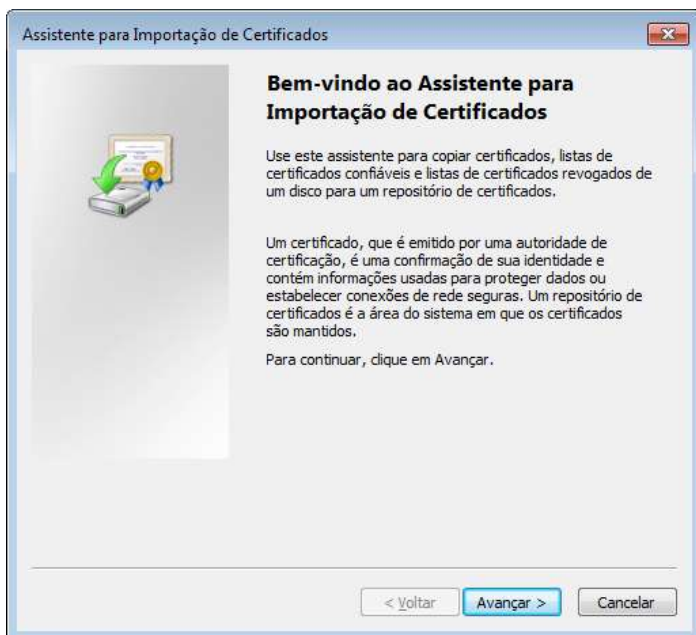 Assistente para Importação de Certificados
Bem-vindo ao Assistente para
Importação de Certificados
Use este assistente para copiar certificados, listas de
certificados confiáveis e listas de certificados revogados de
um disco para um repositório de certificados.
Um certificado, que é emitido por uma autoridade de
certificação, é uma confirmação de sua identidade e
contém informações usadas para proteger dados ou
estabelecer conexões de rede seguras. Um repositório de
certificados é a área do sistema em que os certificados
são mantidos.
Para continuar, clique em Avançar.
< Voltar Avançar > Cancelar